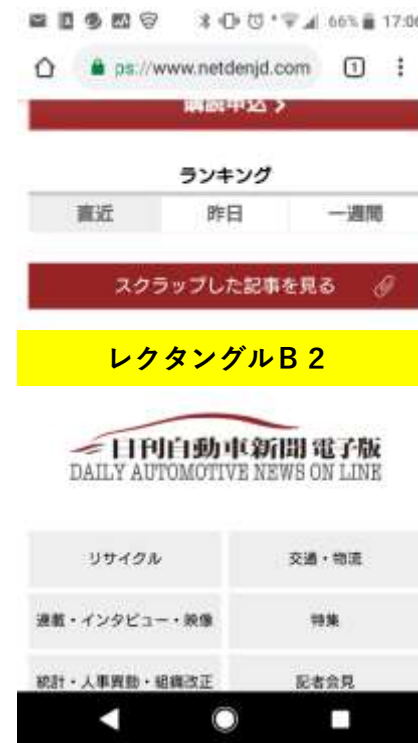 66% 17:06
ps://www.netdenjd.com 1
購読申込 >
ランキング
直近 昨日 一週間
スクラップした記事を見る
レクタングルB2
日刊自動車新聞 電子版
DAILY AUTOMOTIVE NEWS ON LINE
リサイクル 交通・物流
連載・インタビュー・映像 特集
統計・人事異動・組織改正 記者会見